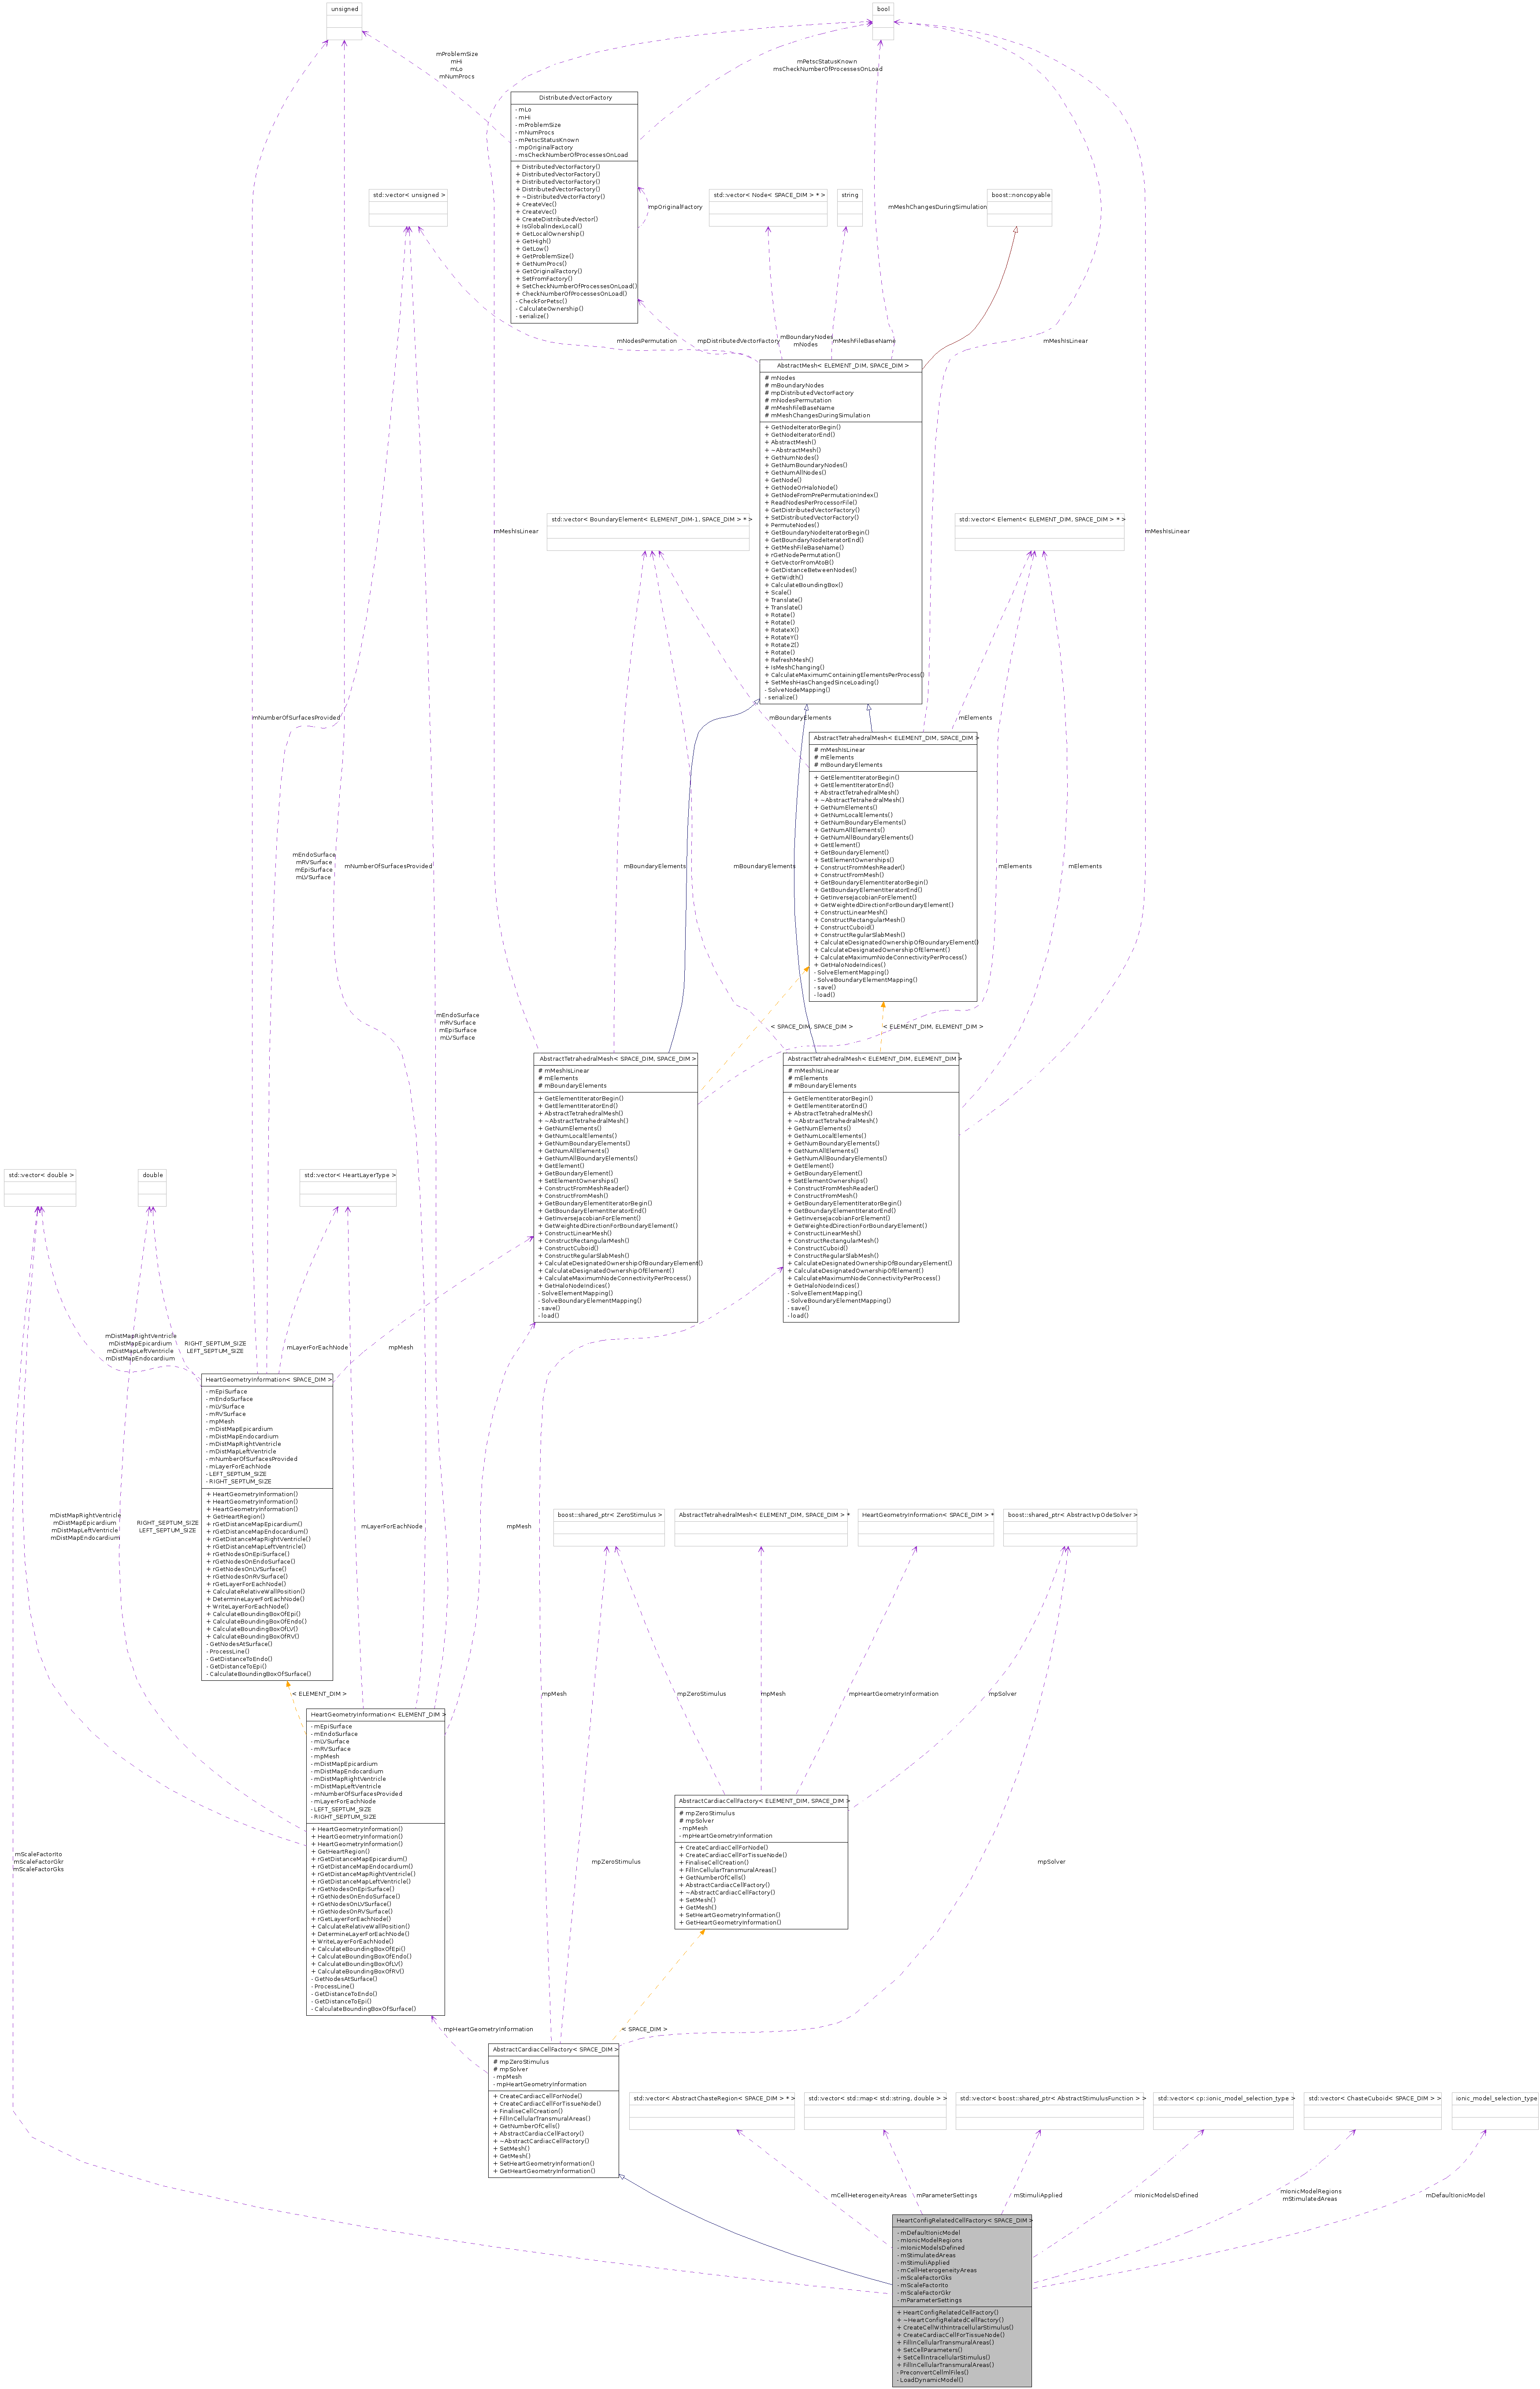 unsigned
bool
mProblemSize
mHi
mLo
mNumProcs
mPetscStatusKnown
msCheckNumberOfProcessesOnLoad
DistributedVectorFactory
- mLo
- mHi
- mProblemSize
- mNumProcs
- mPetscStatusKnown
- mpOriginalFactory
- msCheckNumberOfProcessesOnLoad
+ DistributedVectorFactory()
+ DistributedVectorFactory()
+ DistributedVectorFactory()
+ DistributedVectorFactory()
+ ~DistributedVectorFactory()
+ CreateVec()
+ CreateVec()
+ CreateDistributedVector()
+ IsGlobalIndexLocal()
+ GetLocalOwnership()
+ GetHigh()
+ GetLow()
+ GetProblemSize()
+ GetNumProcs()
+ GetOriginalFactory()
+ SetFromFactory()
+ SetCheckNumberOfProcessesOnLoad()
+ CheckNumberOfProcessesOnLoad()
- CheckForPetsc()
- CalculateOwnership()
- serialize()
std::vector< unsigned >
std::vector< Node< SPACE_DIM > * >
string
boost::noncopyable
mpOriginalFactory
mMeshChangesDuringSimulation
mNodesPermutation
mpDistributedVectorFactory
mBoundaryNodes
mNodes
mMeshFileBaseName
mMeshIsLinear
AbstractMesh< ELEMENT_DIM, SPACE_DIM >
# mNodes
# mBoundaryNodes
# mpDistributedVectorFactory
# mNodesPermutation
# mMeshFileBaseName
# mMeshChangesDuringSimulation
+ GetNodeIteratorBegin()
+ GetNodeIteratorEnd()
+ AbstractMesh()
+ ~AbstractMesh()
+ GetNumNodes()
+ GetNumBoundaryNodes()
+ GetNumAllNodes()
+ GetNode()
+ GetNodeOrHaloNode()
+ GetNodeFromPrePermutationIndex()
+ ReadNodesPerProcessorFile()
+ GetDistributedVectorFactory()
+ SetDistributedVectorFactory()
+ PermuteNodes()
+ GetBoundaryNodeIteratorBegin()
+ GetBoundaryNodeIteratorEnd()
+ GetMeshFileBaseName()
+ rGetNodePermutation()
+ GetVectorFromAtoB()
+ GetDistanceBetweenNodes()
+ GetWidth()
+ CalculateBoundingBox()
+ Scale()
+ Translate()
+ Translate()
+ Rotate()
+ Rotate()
+ RotateX()
+ RotateY()
+ RotateZ()
+ Rotate()
+ RefreshMesh()
+ IsMeshChanging()
+ CalculateMaximumContainingElementsPerProcess()
+ SetMeshHasChangedSinceLoading()
- SolveNodeMapping()
- serialize()
std::vector< BoundaryElement< ELEMENT_DIM-1, SPACE_DIM > * >
std::vector< Element< ELEMENT_DIM, SPACE_DIM > * >
mMeshIsLinear
mMeshIsLinear
mNumberOfSurfacesProvided
mBoundaryElements
mElements
AbstractTetrahedralMesh< ELEMENT_DIM, SPACE_DIM >
# mMeshIsLinear
# mElements
# mBoundaryElements
+ GetElementIteratorBegin()
+ GetElementIteratorEnd()
+ AbstractTetrahedralMesh()
+ ~AbstractTetrahedralMesh()
+ GetNumElements()
+ GetNumLocalElements()
+ GetNumBoundaryElements()
+ GetNumAllElements()
+ GetNumAllBoundaryElements()
+ GetElement()
+ GetBoundaryElement()
+ SetElementOwnerships()
+ ConstructFromMeshReader()
+ ConstructFromMesh()
+ GetBoundaryElementIteratorBegin()
+ GetBoundaryElementIteratorEnd()
+ GetInverseJacobianForElement()
+ GetWeightedDirectionForBoundaryElement()
+ ConstructLinearMesh()
+ ConstructRectangularMesh()
+ ConstructCuboid()
+ ConstructRegularSlabMesh()
+ CalculateDesignatedOwnershipOfBoundaryElement()
+ CalculateDesignatedOwnershipOfElement()
+ CalculateMaximumNodeConnectivityPerProcess()
+ GetHaloNodeIndices()
- SolveElementMapping()
- SolveBoundaryElementMapping()
- save()
- load()
mEndoSurface
mRVSurface
mEpiSurface
mLVSurface
mNumberOfSurfacesProvided
mBoundaryElements
mBoundaryElements
mElements
mElements
mEndoSurface
mRVSurface
mEpiSurface
mLVSurface
< SPACE_DIM, SPACE_DIM >
< ELEMENT_DIM, ELEMENT_DIM >
AbstractTetrahedralMesh< SPACE_DIM, SPACE_DIM >
# mMeshIsLinear
# mElements
# mBoundaryElements
+ GetElementIteratorBegin()
+ GetElementIteratorEnd()
+ AbstractTetrahedralMesh()
+ ~AbstractTetrahedralMesh()
+ GetNumElements()
+ GetNumLocalElements()
+ GetNumBoundaryElements()
+ GetNumAllElements()
+ GetNumAllBoundaryElements()
+ GetElement()
+ GetBoundaryElement()
+ SetElementOwnerships()
+ ConstructFromMeshReader()
+ ConstructFromMesh()
+ GetBoundaryElementIteratorBegin()
+ GetBoundaryElementIteratorEnd()
+ GetInverseJacobianForElement()
+ GetWeightedDirectionForBoundaryElement()
+ ConstructLinearMesh()
+ ConstructRectangularMesh()
+ ConstructCuboid()
+ ConstructRegularSlabMesh()
+ CalculateDesignatedOwnershipOfBoundaryElement()
+ CalculateDesignatedOwnershipOfElement()
+ CalculateMaximumNodeConnectivityPerProcess()
+ GetHaloNodeIndices()
- SolveElementMapping()
- SolveBoundaryElementMapping()
- save()
- load()
AbstractTetrahedralMesh< ELEMENT_DIM, ELEMENT_DIM >
# mMeshIsLinear
# mElements
# mBoundaryElements
+ GetElementIteratorBegin()
+ GetElementIteratorEnd()
+ AbstractTetrahedralMesh()
+ ~AbstractTetrahedralMesh()
+ GetNumElements()
+ GetNumLocalElements()
+ GetNumBoundaryElements()
+ GetNumAllElements()
+ GetNumAllBoundaryElements()
+ GetElement()
+ GetBoundaryElement()
+ SetElementOwnerships()
+ ConstructFromMeshReader()
+ ConstructFromMesh()
+ GetBoundaryElementIteratorBegin()
+ GetBoundaryElementIteratorEnd()
+ GetInverseJacobianForElement()
+ GetWeightedDirectionForBoundaryElement()
+ ConstructLinearMesh()
+ ConstructRectangularMesh()
+ ConstructCuboid()
+ ConstructRegularSlabMesh()
+ CalculateDesignatedOwnershipOfBoundaryElement()
+ CalculateDesignatedOwnershipOfElement()
+ CalculateMaximumNodeConnectivityPerProcess()
+ GetHaloNodeIndices()
- SolveElementMapping()
- SolveBoundaryElementMapping()
- save()
- load()
std::vector< double >
double
std::vector< HeartLayerType >
mDistMapRightVentricle
mDistMapEpicardium
mDistMapLeftVentricle
mDistMapEndocardium
RIGHT_SEPTUM_SIZE
LEFT_SEPTUM_SIZE
mLayerForEachNode
mpMesh
HeartGeometryInformation< SPACE_DIM >
- mEpiSurface
- mEndoSurface
- mLVSurface
- mRVSurface
- mpMesh
- mDistMapEpicardium
- mDistMapEndocardium
- mDistMapRightVentricle
- mDistMapLeftVentricle
- mNumberOfSurfacesProvided
- mLayerForEachNode
- LEFT_SEPTUM_SIZE
- RIGHT_SEPTUM_SIZE
+ HeartGeometryInformation()
+ HeartGeometryInformation()
+ HeartGeometryInformation()
+ GetHeartRegion()
+ rGetDistanceMapEpicardium()
+ rGetDistanceMapEndocardium()
+ rGetDistanceMapRightVentricle()
+ rGetDistanceMapLeftVentricle()
+ rGetNodesOnEpiSurface()
+ rGetNodesOnEndoSurface()
+ rGetNodesOnLVSurface()
+ rGetNodesOnRVSurface()
+ rGetLayerForEachNode()
+ CalculateRelativeWallPosition()
+ DetermineLayerForEachNode()
+ WriteLayerForEachNode()
+ CalculateBoundingBoxOfEpi()
+ CalculateBoundingBoxOfEndo()
+ CalculateBoundingBoxOfLV()
+ CalculateBoundingBoxOfRV()
- GetNodesAtSurface()
- ProcessLine()
- GetDistanceToEndo()
- GetDistanceToEpi()
- CalculateBoundingBoxOfSurface()
mDistMapRightVentricle
mDistMapEpicardium
mDistMapLeftVentricle
mDistMapEndocardium
RIGHT_SEPTUM_SIZE
LEFT_SEPTUM_SIZE
mLayerForEachNode
mpMesh
boost::shared_ptr< ZeroStimulus >
AbstractTetrahedralMesh< ELEMENT_DIM, SPACE_DIM > *
HeartGeometryInformation< SPACE_DIM > *
boost::shared_ptr< AbstractIvpOdeSolver >
< ELEMENT_DIM >
mpMesh
mpZeroStimulus
mpMesh
mpHeartGeometryInformation
mpSolver
HeartGeometryInformation< ELEMENT_DIM >
- mEpiSurface
- mEndoSurface
- mLVSurface
- mRVSurface
- mpMesh
- mDistMapEpicardium
- mDistMapEndocardium
- mDistMapRightVentricle
- mDistMapLeftVentricle
- mNumberOfSurfacesProvided
- mLayerForEachNode
- LEFT_SEPTUM_SIZE
- RIGHT_SEPTUM_SIZE
+ HeartGeometryInformation()
+ HeartGeometryInformation()
+ HeartGeometryInformation()
+ GetHeartRegion()
+ rGetDistanceMapEpicardium()
+ rGetDistanceMapEndocardium()
+ rGetDistanceMapRightVentricle()
+ rGetDistanceMapLeftVentricle()
+ rGetNodesOnEpiSurface()
+ rGetNodesOnEndoSurface()
+ rGetNodesOnLVSurface()
+ rGetNodesOnRVSurface()
+ rGetLayerForEachNode()
+ CalculateRelativeWallPosition()
+ DetermineLayerForEachNode()
+ WriteLayerForEachNode()
+ CalculateBoundingBoxOfEpi()
+ CalculateBoundingBoxOfEndo()
+ CalculateBoundingBoxOfLV()
+ CalculateBoundingBoxOfRV()
- GetNodesAtSurface()
- ProcessLine()
- GetDistanceToEndo()
- GetDistanceToEpi()
- CalculateBoundingBoxOfSurface()
AbstractCardiacCellFactory< ELEMENT_DIM, SPACE_DIM >
# mpZeroStimulus
# mpSolver
- mpMesh
- mpHeartGeometryInformation
+ CreateCardiacCellForNode()
+ CreateCardiacCellForTissueNode()
+ FinaliseCellCreation()
+ FillInCellularTransmuralAreas()
+ GetNumberOfCells()
+ AbstractCardiacCellFactory()
+ ~AbstractCardiacCellFactory()
+ SetMesh()
+ GetMesh()
+ SetHeartGeometryInformation()
+ GetHeartGeometryInformation()
mScaleFactorIto
mScaleFactorGkr
mScaleFactorGks
mpZeroStimulus
mpSolver
mpHeartGeometryInformation
< SPACE_DIM >
AbstractCardiacCellFactory< SPACE_DIM >
# mpZeroStimulus
# mpSolver
- mpMesh
- mpHeartGeometryInformation
+ CreateCardiacCellForNode()
+ CreateCardiacCellForTissueNode()
+ FinaliseCellCreation()
+ FillInCellularTransmuralAreas()
+ GetNumberOfCells()
+ AbstractCardiacCellFactory()
+ ~AbstractCardiacCellFactory()
+ SetMesh()
+ GetMesh()
+ SetHeartGeometryInformation()
+ GetHeartGeometryInformation()
std::vector< AbstractChasteRegion< SPACE_DIM > * >
std::vector< std::map< std::string, double > >
std::vector< boost::shared_ptr< AbstractStimulusFunction > >
std::vector< cp::ionic_model_selection_type >
std::vector< ChasteCuboid< SPACE_DIM > >
ionic_model_selection_type
mCellHeterogeneityAreas
mParameterSettings
mStimuliApplied
mIonicModelsDefined
mIonicModelRegions
mStimulatedAreas
mDefaultIonicModel
HeartConfigRelatedCellFactory< SPACE_DIM >
- mDefaultIonicModel
- mIonicModelRegions
- mIonicModelsDefined
- mStimulatedAreas
- mStimuliApplied
- mCellHeterogeneityAreas
- mScaleFactorGks
- mScaleFactorIto
- mScaleFactorGkr
- mParameterSettings
+ HeartConfigRelatedCellFactory()
+ ~HeartConfigRelatedCellFactory()
+ CreateCellWithIntracellularStimulus()
+ CreateCardiacCellForTissueNode()
+ FillInCellularTransmuralAreas()
+ SetCellParameters()
+ SetCellIntracellularStimulus()
+ FillInCellularTransmuralAreas()
- PreconvertCellmlFiles()
- LoadDynamicModel()